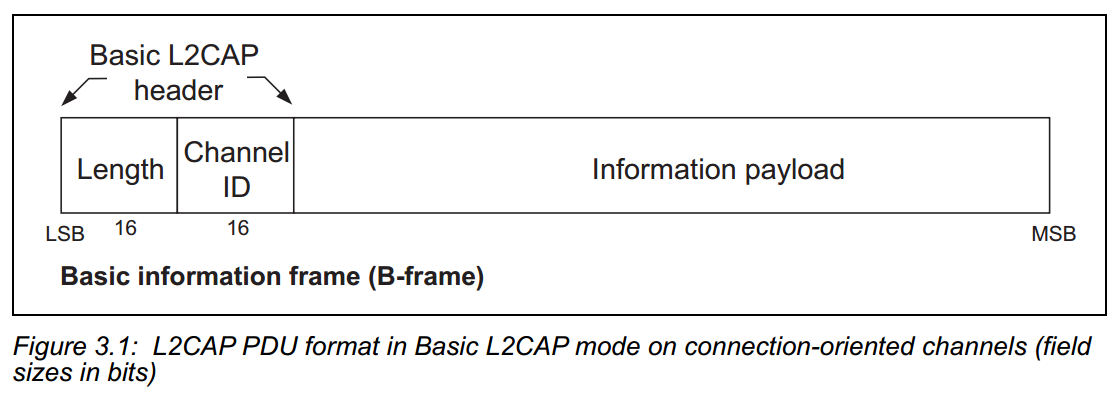 Basic L2CAP
header
Length
Channel
ID
Information payload
LSB
16
16
MSB
Basic information frame (B-frame)
Figure 3.1: L2CAP PDU format in Basic L2CAP mode on connection-oriented channels (field
sizes in bits)